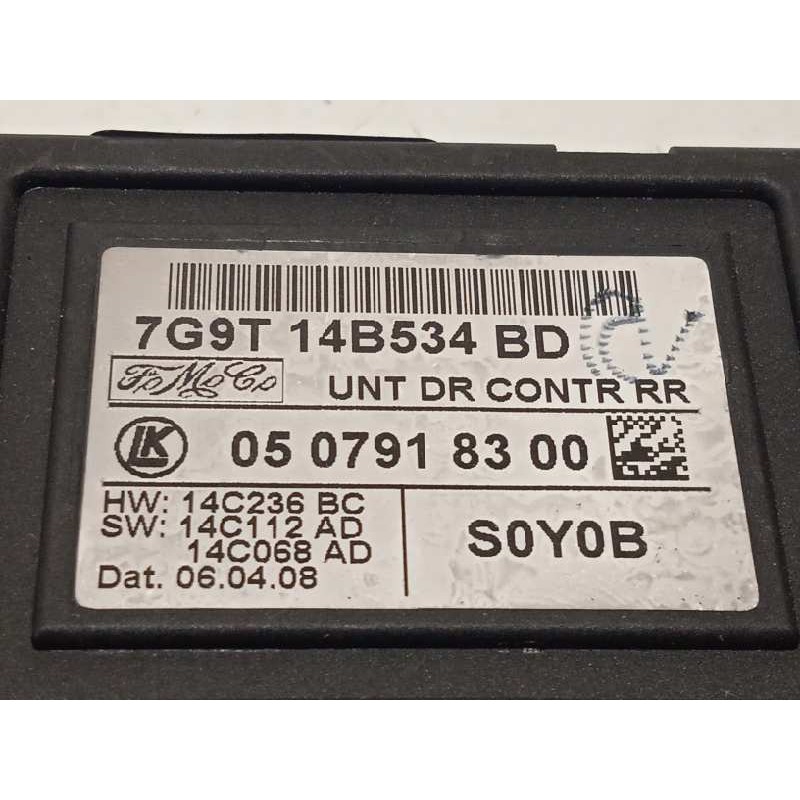 7G9T 14B534 BD
FoMoCo
UNT DR CONTR RR
LK
05 0791 83 00
HW: 14C236 BC
SW: 14C112 AD
14C068 AD
Dat. 06.04.08
S0Y0B